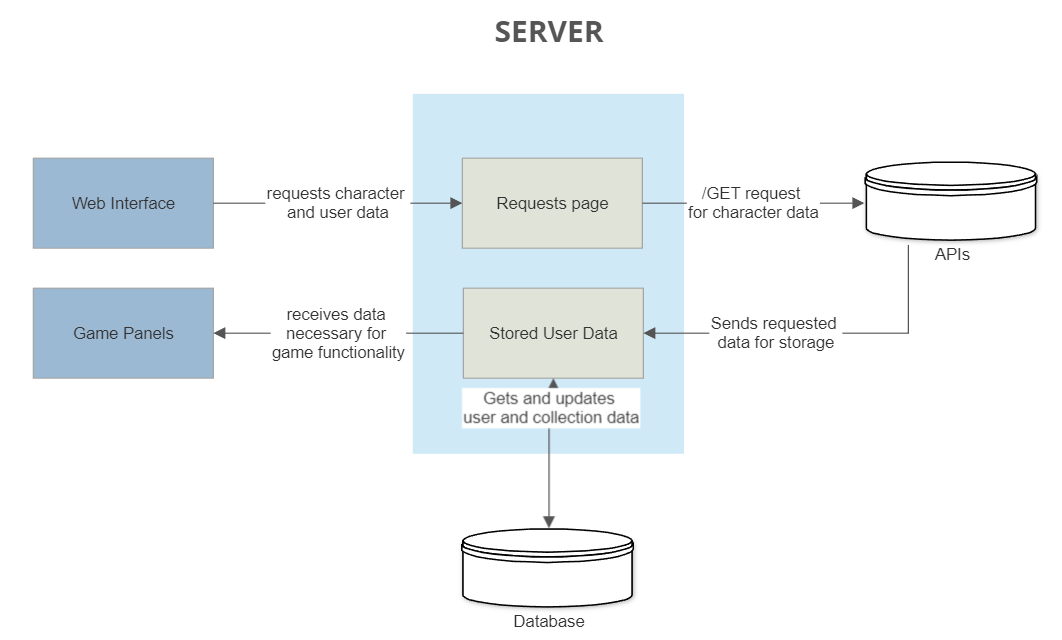 SERVER
Web Interface
requests character
and user data
Requests page
/GET request
for character data
APIs
Game Panels
receives data
necessary for
game functionality
Stored User Data
Sends requested
data for storage
Gets and updates
user and collection data
Database